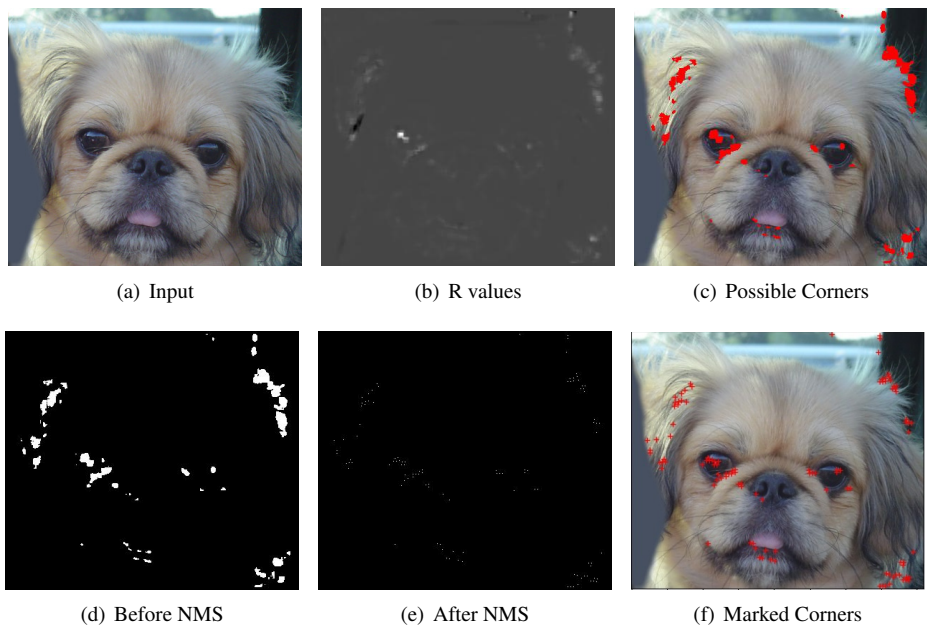 (a) Input
(b) R values
(c) Possible Corners
(d) Before NMS
(e) After NMS
(f) Marked Corners